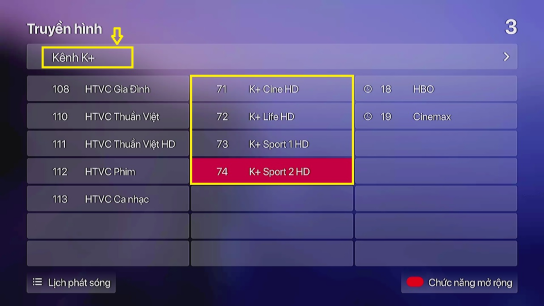 Truyền hình
3
Kênh K+
108 HTVC Gia Đình
71 K+ Cine HD
18 HBO
110 HTVC Thuần Việt
72 K+ Life HD
19 Cinemax
111 HTVC Thuần Việt HD
73 K+ Sport 1 HD
112 HTVC Phim
74 K+ Sport 2 HD
113 HTVC Ca nhạc
Lịch phát sóng
Chức năng mở rộng